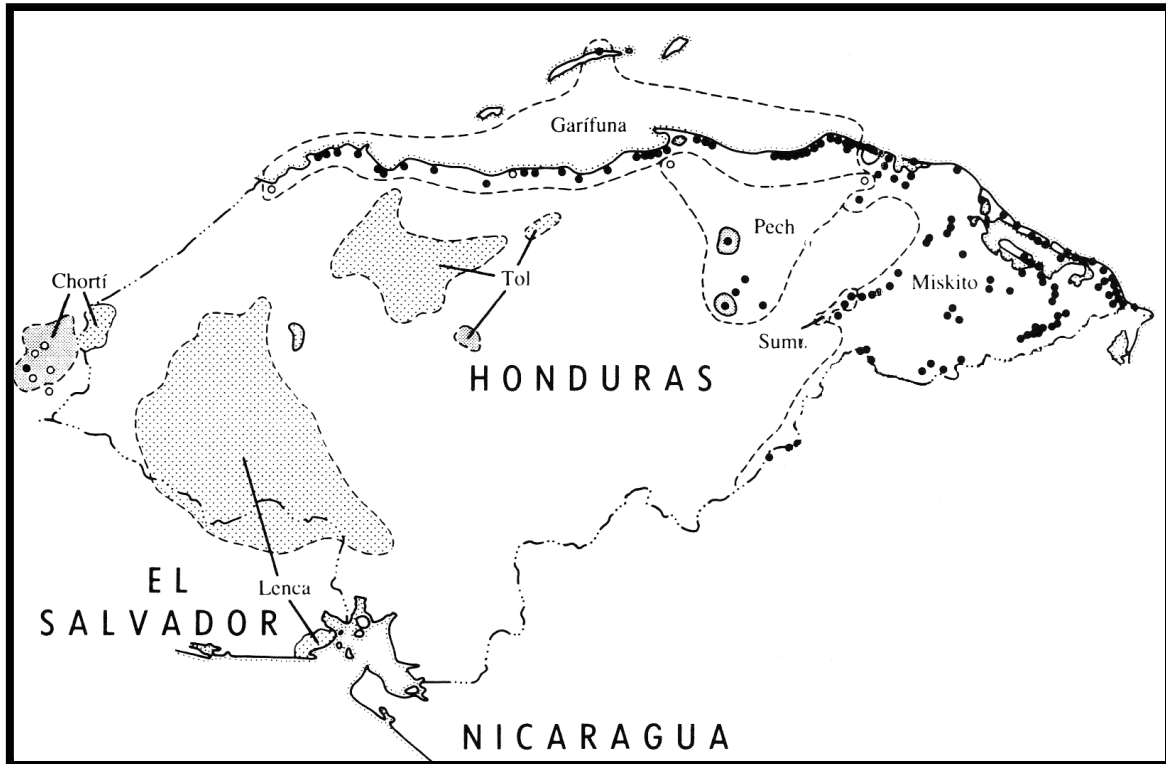 Garífuna
Pech
Chortí
Tol
Miskito
HONDURAS
EL
SALVADOR
Lenca
NICARAGUA